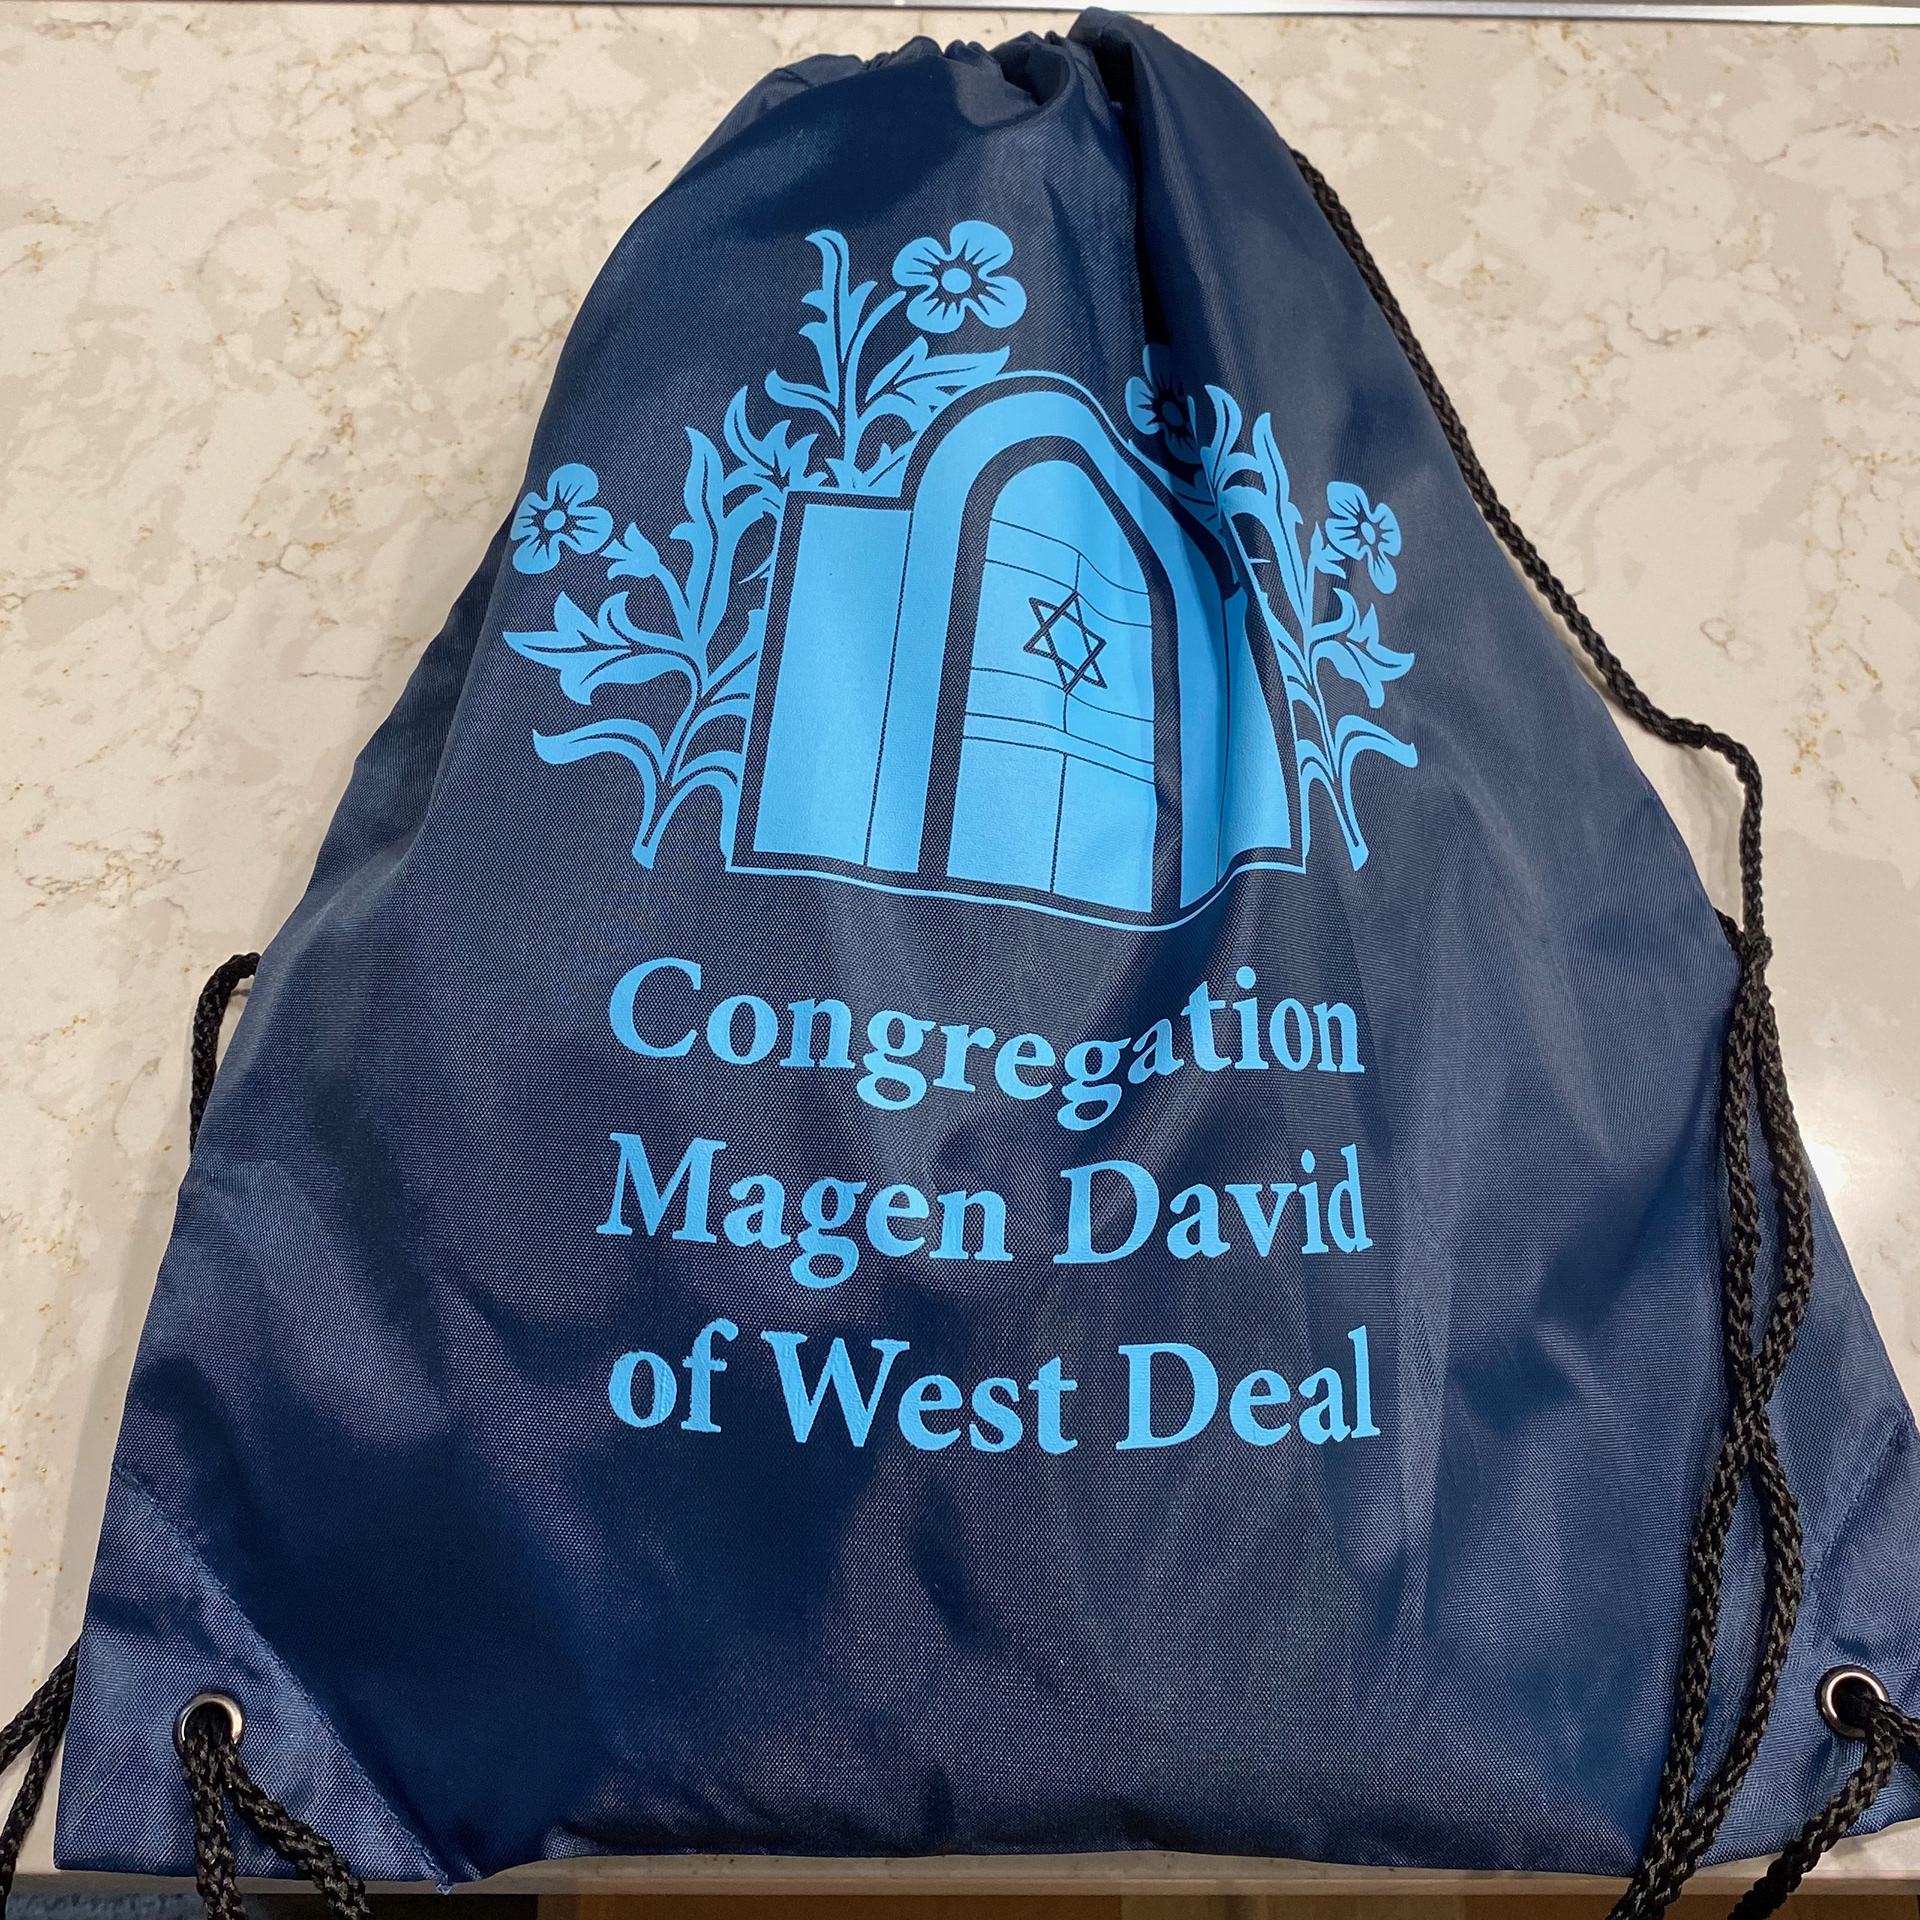 Congregation
Magen David
of West Deal